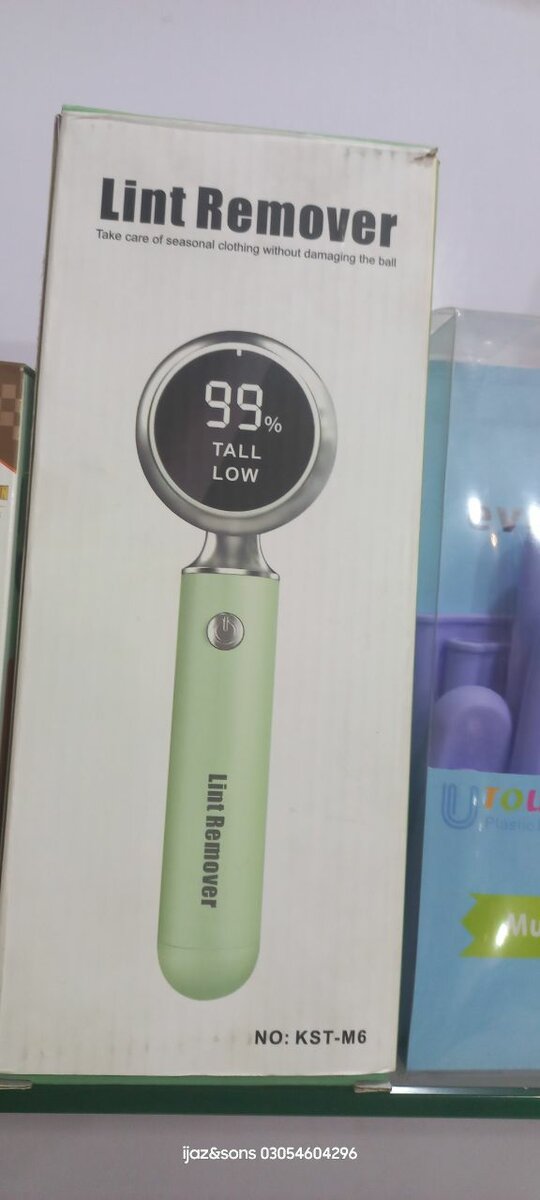 Lint Remover
Take care of seasonal clothing without damaging the ball
99%
TALL
LOW
Lint Remover
NO: KST-M6
ijaz&sons 03054604296